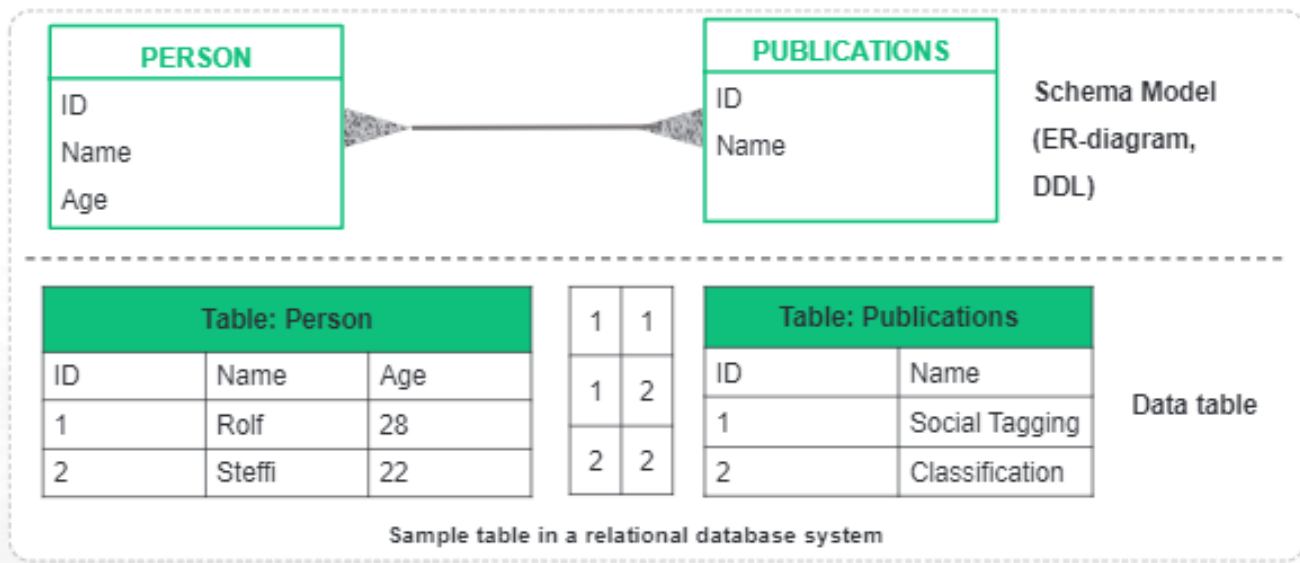 PERSON
ID
Name
Age
PUBLICATIONS
ID
Name
Schema Model
(ER-diagram,
DDL)
Table: Person
ID Name Age
1 Rolf 28
2 Steffi 22
1 1
1 2
2 2
Table: Publications
ID Name
1 Social Tagging
2 Classification
Data table
Sample table in a relational database system